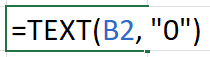 =TEXT(B2, "0")